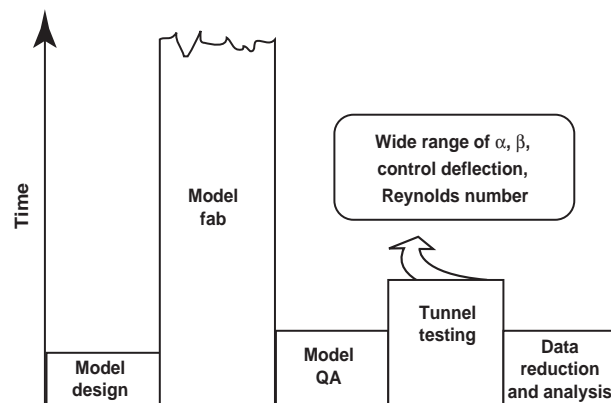 Time
Model
design
Model
fab
Model
QA
Wide range of α, β,
control deflection,
Reynolds number
Tunnel
testing
Data
reduction
and analysis